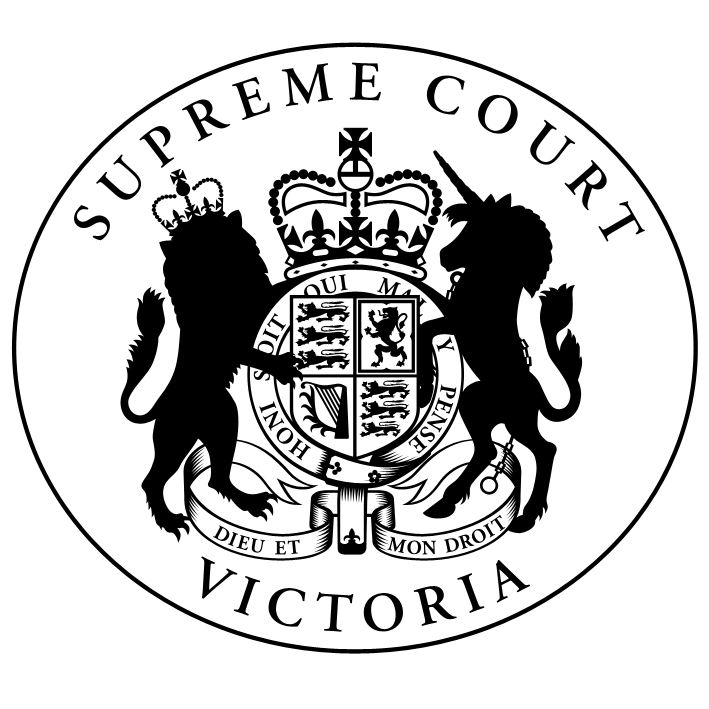 SUPREME COURT
HONI SOIT QUI MAL Y PENSE
DIEU ET MON DROIT
VICTORIA